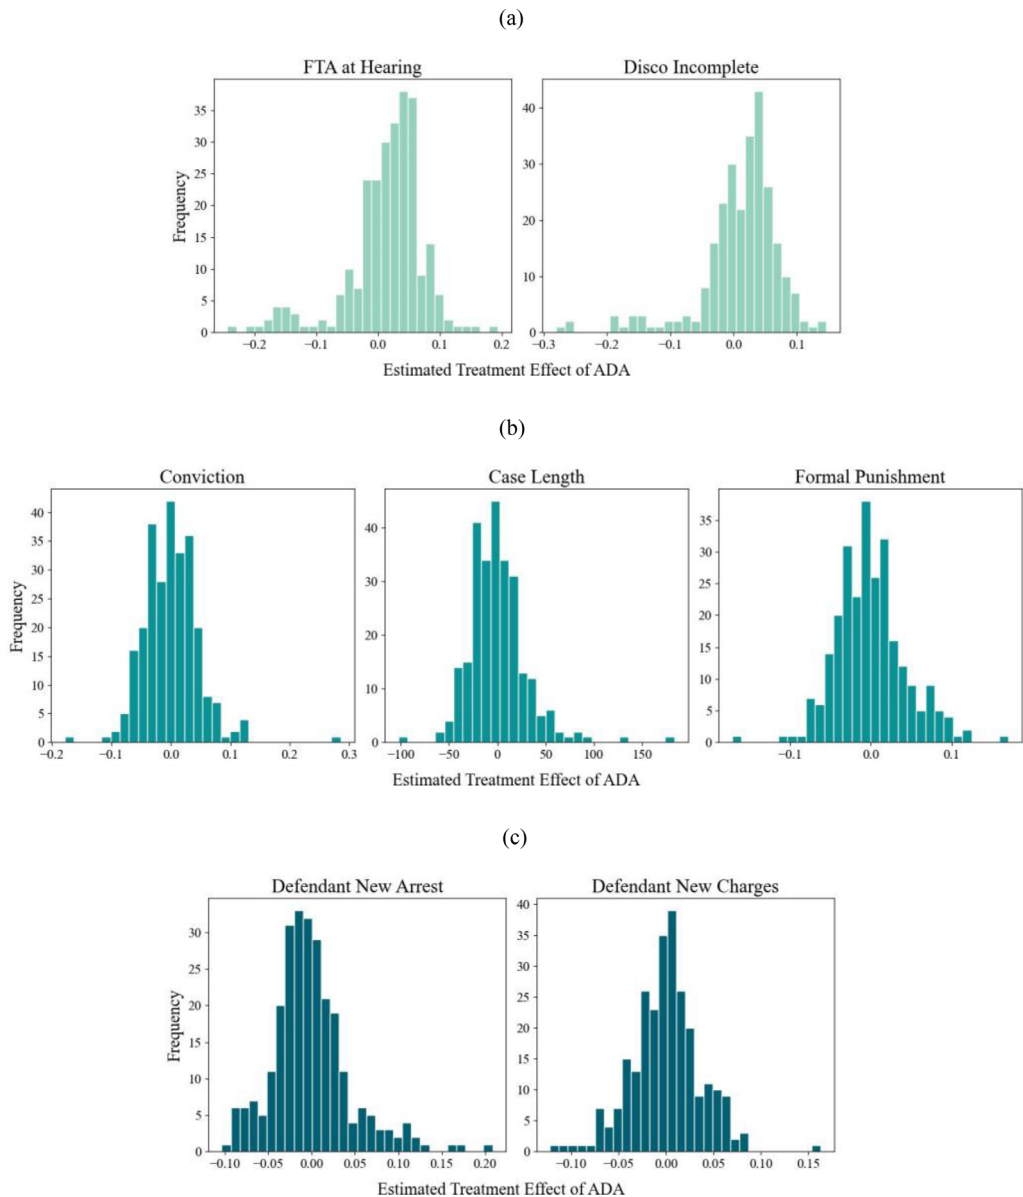 (a)
FTA at Hearing
Disco Incomplete
Frequency
35
30
25
20
15
10
5
0
−0.2 −0.1 0.0 0.1 0.2
40
30
20
10
0
−0.3 −0.2 −0.1 0.0 0.1
Estimated Treatment Effect of ADA
(b)
Conviction
Case Length
Formal Punishment
Frequency
40
35
30
25
20
15
10
5
0
−0.2 −0.1 0.0 0.1 0.2 0.3
40
30
20
10
0
−100 −50 0 50 100 150
35
30
25
20
15
10
5
0
−0.1 0.0 0.1
Estimated Treatment Effect of ADA
(c)
Defendant New Arrest
Defendant New Charges
Frequency
30
25
20
15
10
5
0
−0.10 −0.05 0.00 0.05 0.10 0.15 0.20
40
35
30
25
20
15
10
5
0
−0.10 −0.05 0.00 0.05 0.10 0.15
Estimated Treatment Effect of ADA